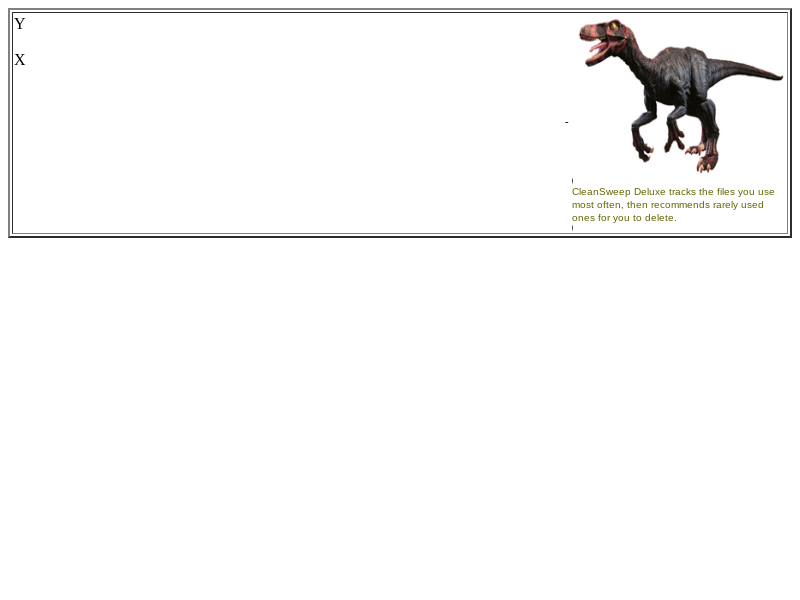 Y
X
-
CleanSweep Deluxe tracks the files you use
most often, then recommends rarely used
ones for you to delete.